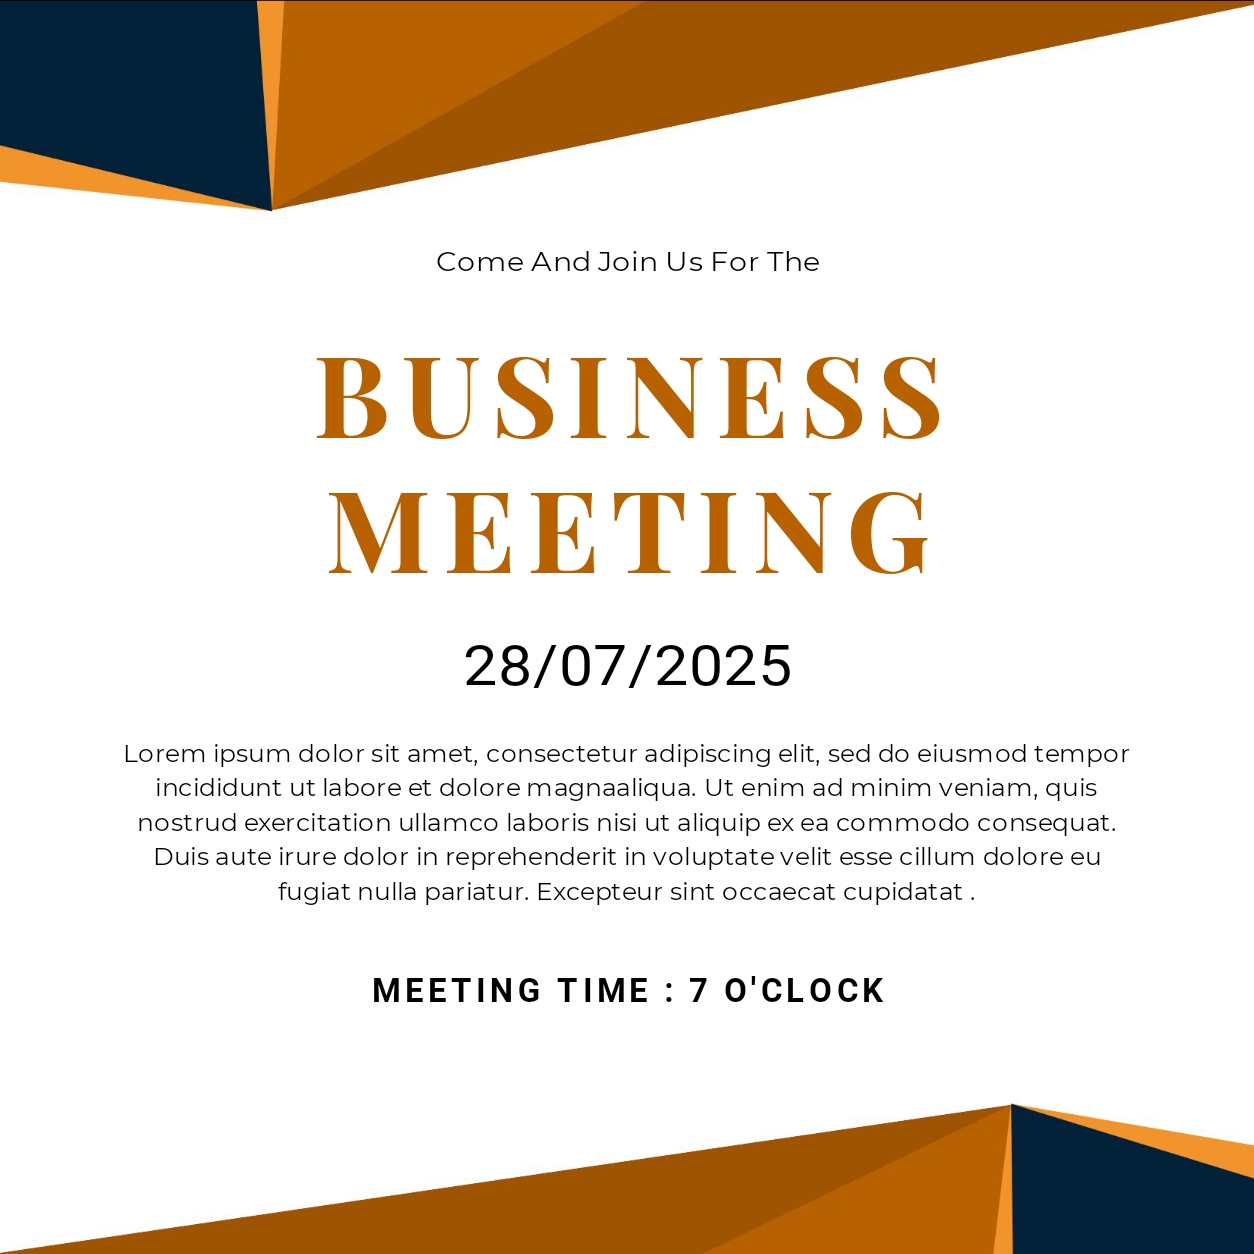 Come And Join Us For The
BUSINESS
MEETING
28/07/2025
Lorem ipsum dolor sit amet, consectetur adipiscing elit, sed do eiusmod tempor
incididunt ut labore et dolore magnaaliqua. Ut enim ad minim veniam, quis
nostrud exercitation ullamco laboris nisi ut aliquip ex ea commodo consequat.
Duis aute irure dolor in reprehenderit in voluptate velit esse cillum dolore eu
fugiat nulla pariatur. Excepteur sint occaecat cupidatat .
MEETING TIME : 7 O'CLOCK